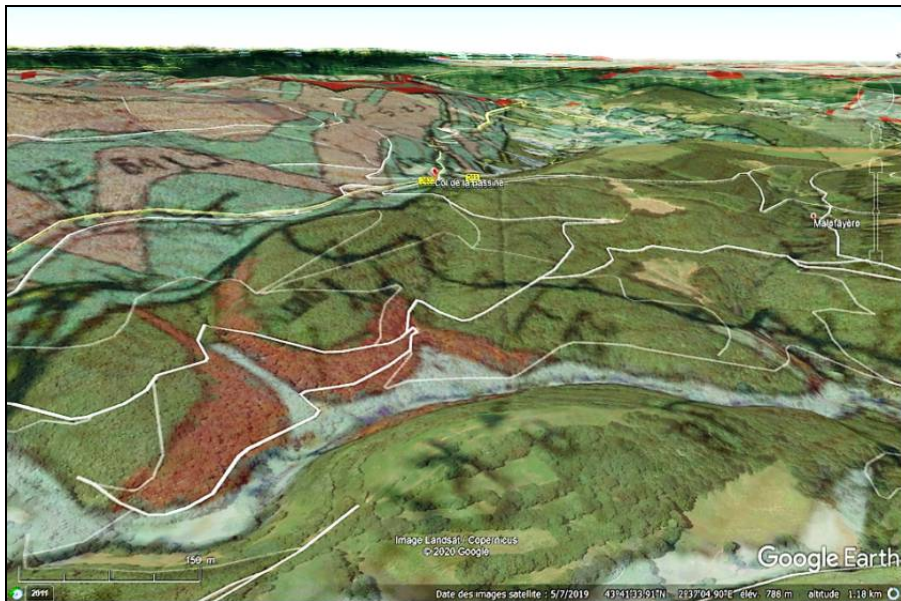 Col de la Bassine
Malefayère
150 m
Image Landsat - Copernicus
© 2020 Google
Google Earth
2011
Date des images satellite : 5/7/2019 43°41'33.91"N 2°37'04.90"E élév. 786 m altitude 1.18 km